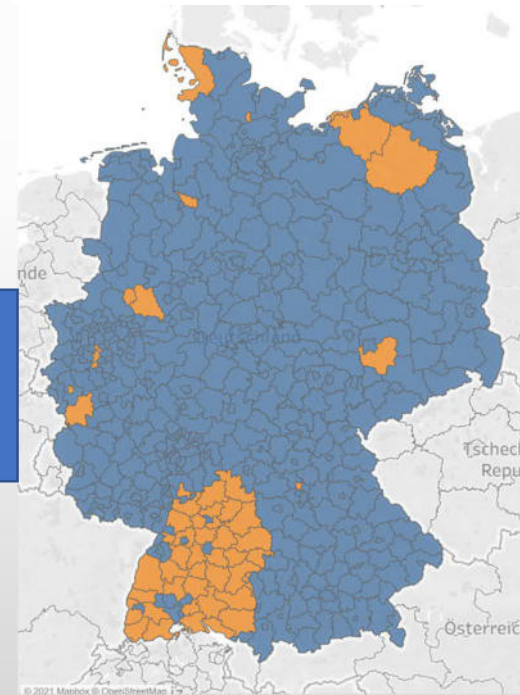 nde
Deutschland
Tschech
Repu
Österreic
© 2021 Mapbox © OpenStreetMap